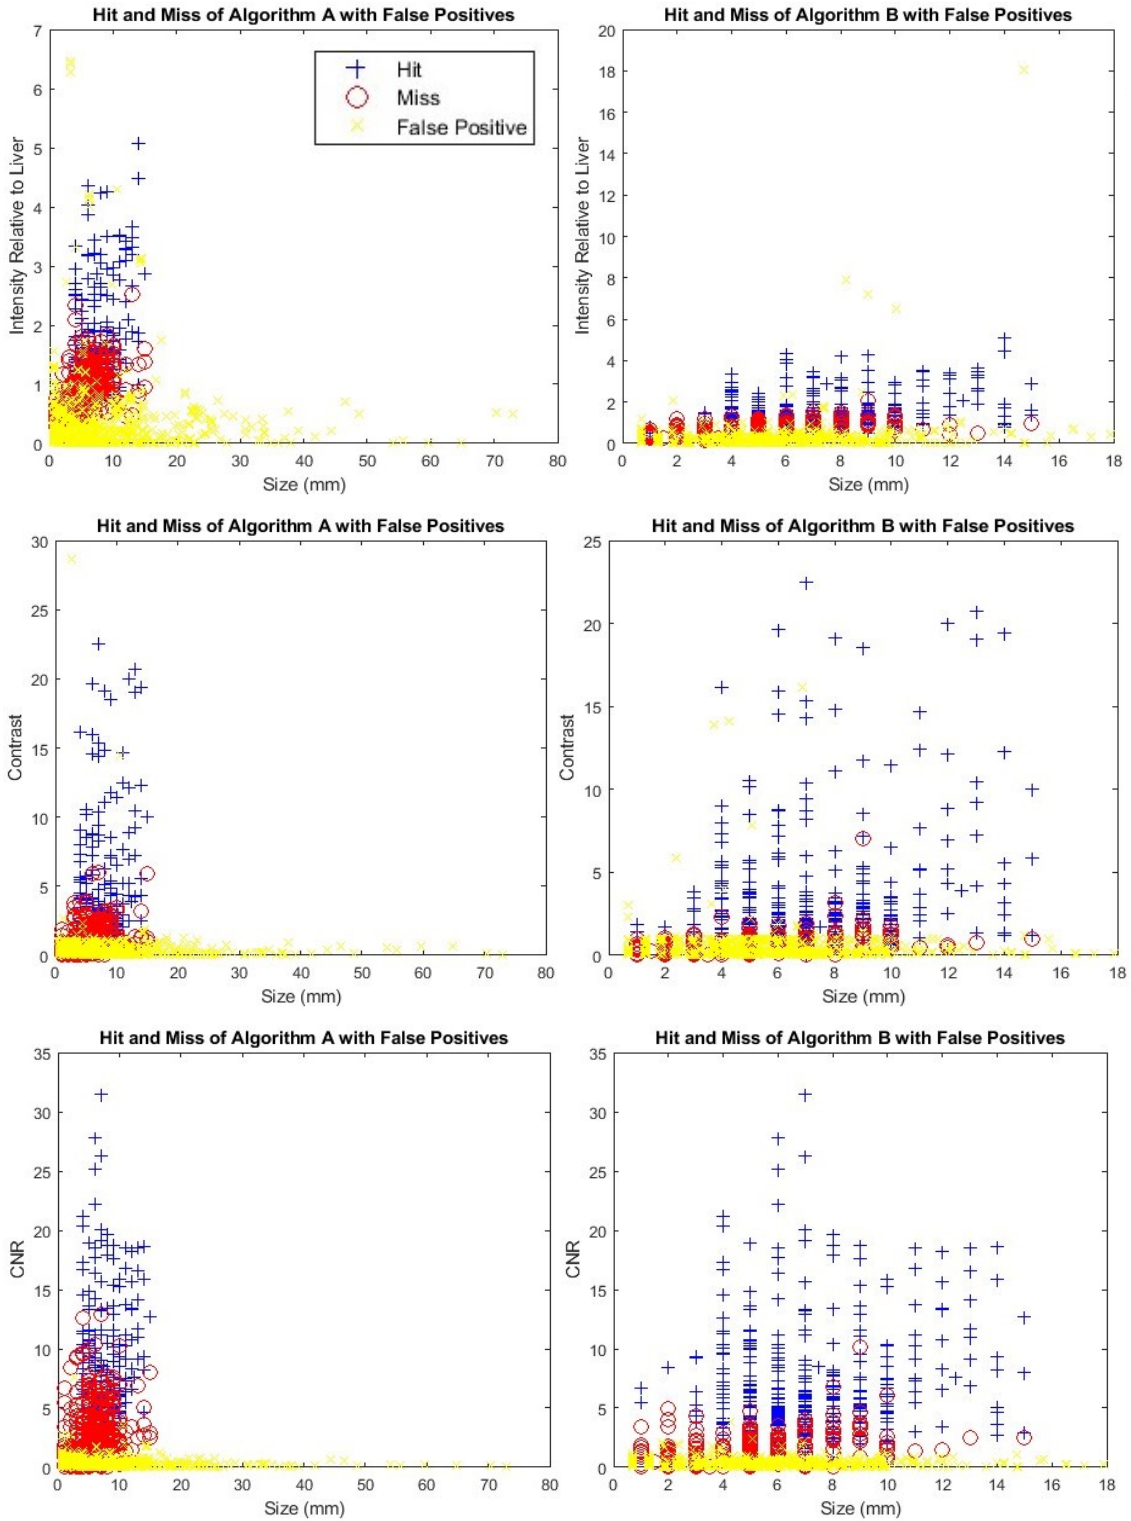 Hit and Miss of Algorithm A with False Positives
7
6
5
4
3
2
1
0
Intensity Relative to Liver
Hit
Miss
False Positive
0 10 20 30 40 50 60 70 80
Size (mm)
Hit and Miss of Algorithm B with False Positives
20
18
16
14
12
10
8
6
4
2
0
Intensity Relative to Liver
0 2 4 6 8 10 12 14 16 18
Size (mm)
Hit and Miss of Algorithm A with False Positives
30
25
20
15
10
5
0
Contrast
0 10 20 30 40 50 60 70 80
Size (mm)
Hit and Miss of Algorithm B with False Positives
25
20
15
10
5
0
Contrast
0 2 4 6 8 10 12 14 16 18
Size (mm)
Hit and Miss of Algorithm A with False Positives
35
30
25
20
15
10
5
0
CNR
0 10 20 30 40 50 60 70 80
Size (mm)
Hit and Miss of Algorithm B with False Positives
35
30
25
20
15
10
5
0
CNR
0 2 4 6 8 10 12 14 16 18
Size (mm)